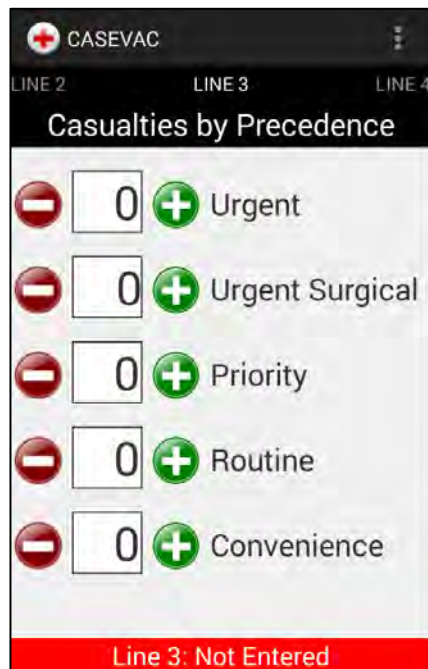 CASEVAC
LINE 2 LINE 3 LINE 4
Casualties by Precedence
0 Urgent
0 Urgent Surgical
0 Priority
0 Routine
0 Convenience
Line 3: Not Entered